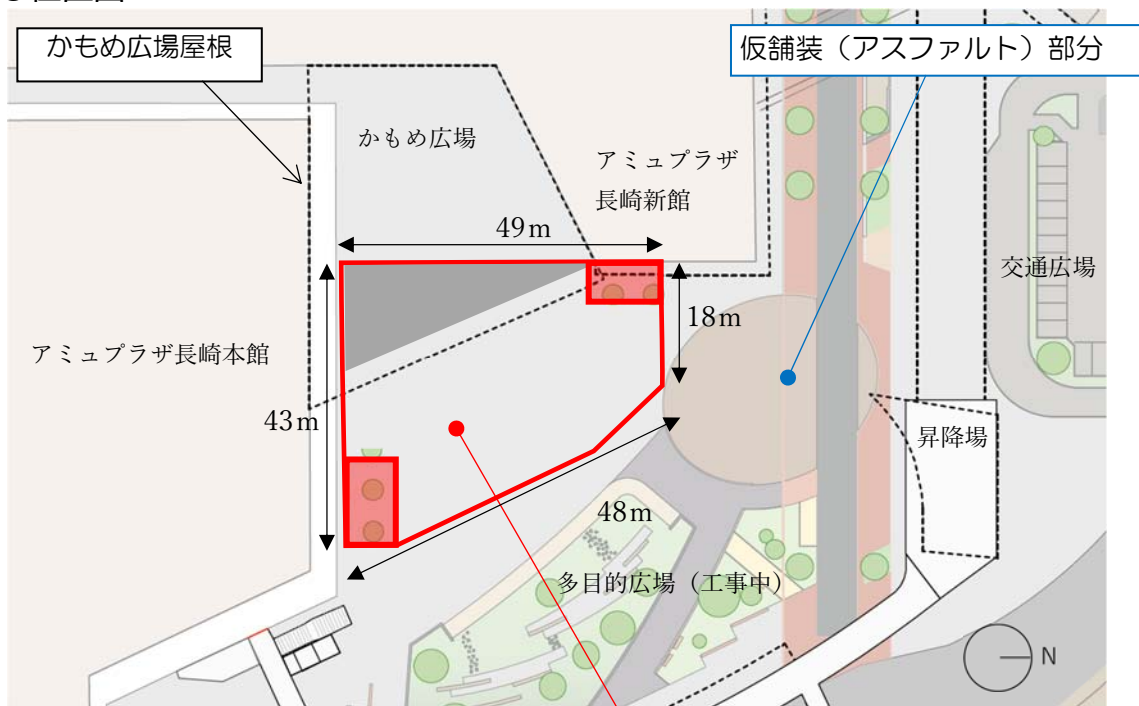 かもめ広場屋根
仮舗装（アスファルト）部分
かもめ広場
アミュプラザ
長崎新館
49m
交通広場
18m
アミュプラザ長崎本館
43m
昇降場
48m
多目的広場（工事中）
N